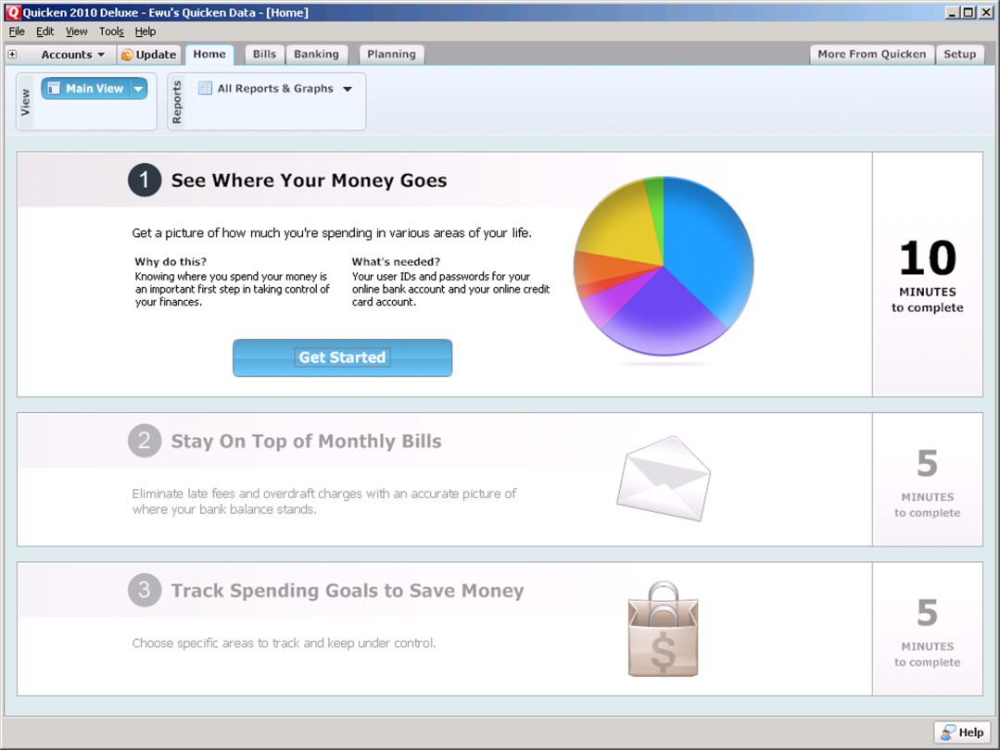 Quicken 2010 Deluxe - Ewu's Quicken Data - [Home]
File Edit View Tools Help
Accounts Update Home Bills Banking Planning More From Quicken Setup
View
Main View
Reports
All Reports & Graphs
1 See Where Your Money Goes
Get a picture of how much you're spending in various areas of your life.
Why do this?
Knowing where you spend your money is
an important first step in taking control of
your finances.
What's needed?
Your user IDs and passwords for your
online bank account and your online credit
card account.
Get Started
10
MINUTES
to complete
2 Stay On Top of Monthly Bills
Eliminate late fees and overdraft charges with an accurate picture of
where your bank balance stands.
5
MINUTES
to complete
3 Track Spending Goals to Save Money
Choose specific areas to track and keep under control.
$
5
MINUTES
to complete
Help